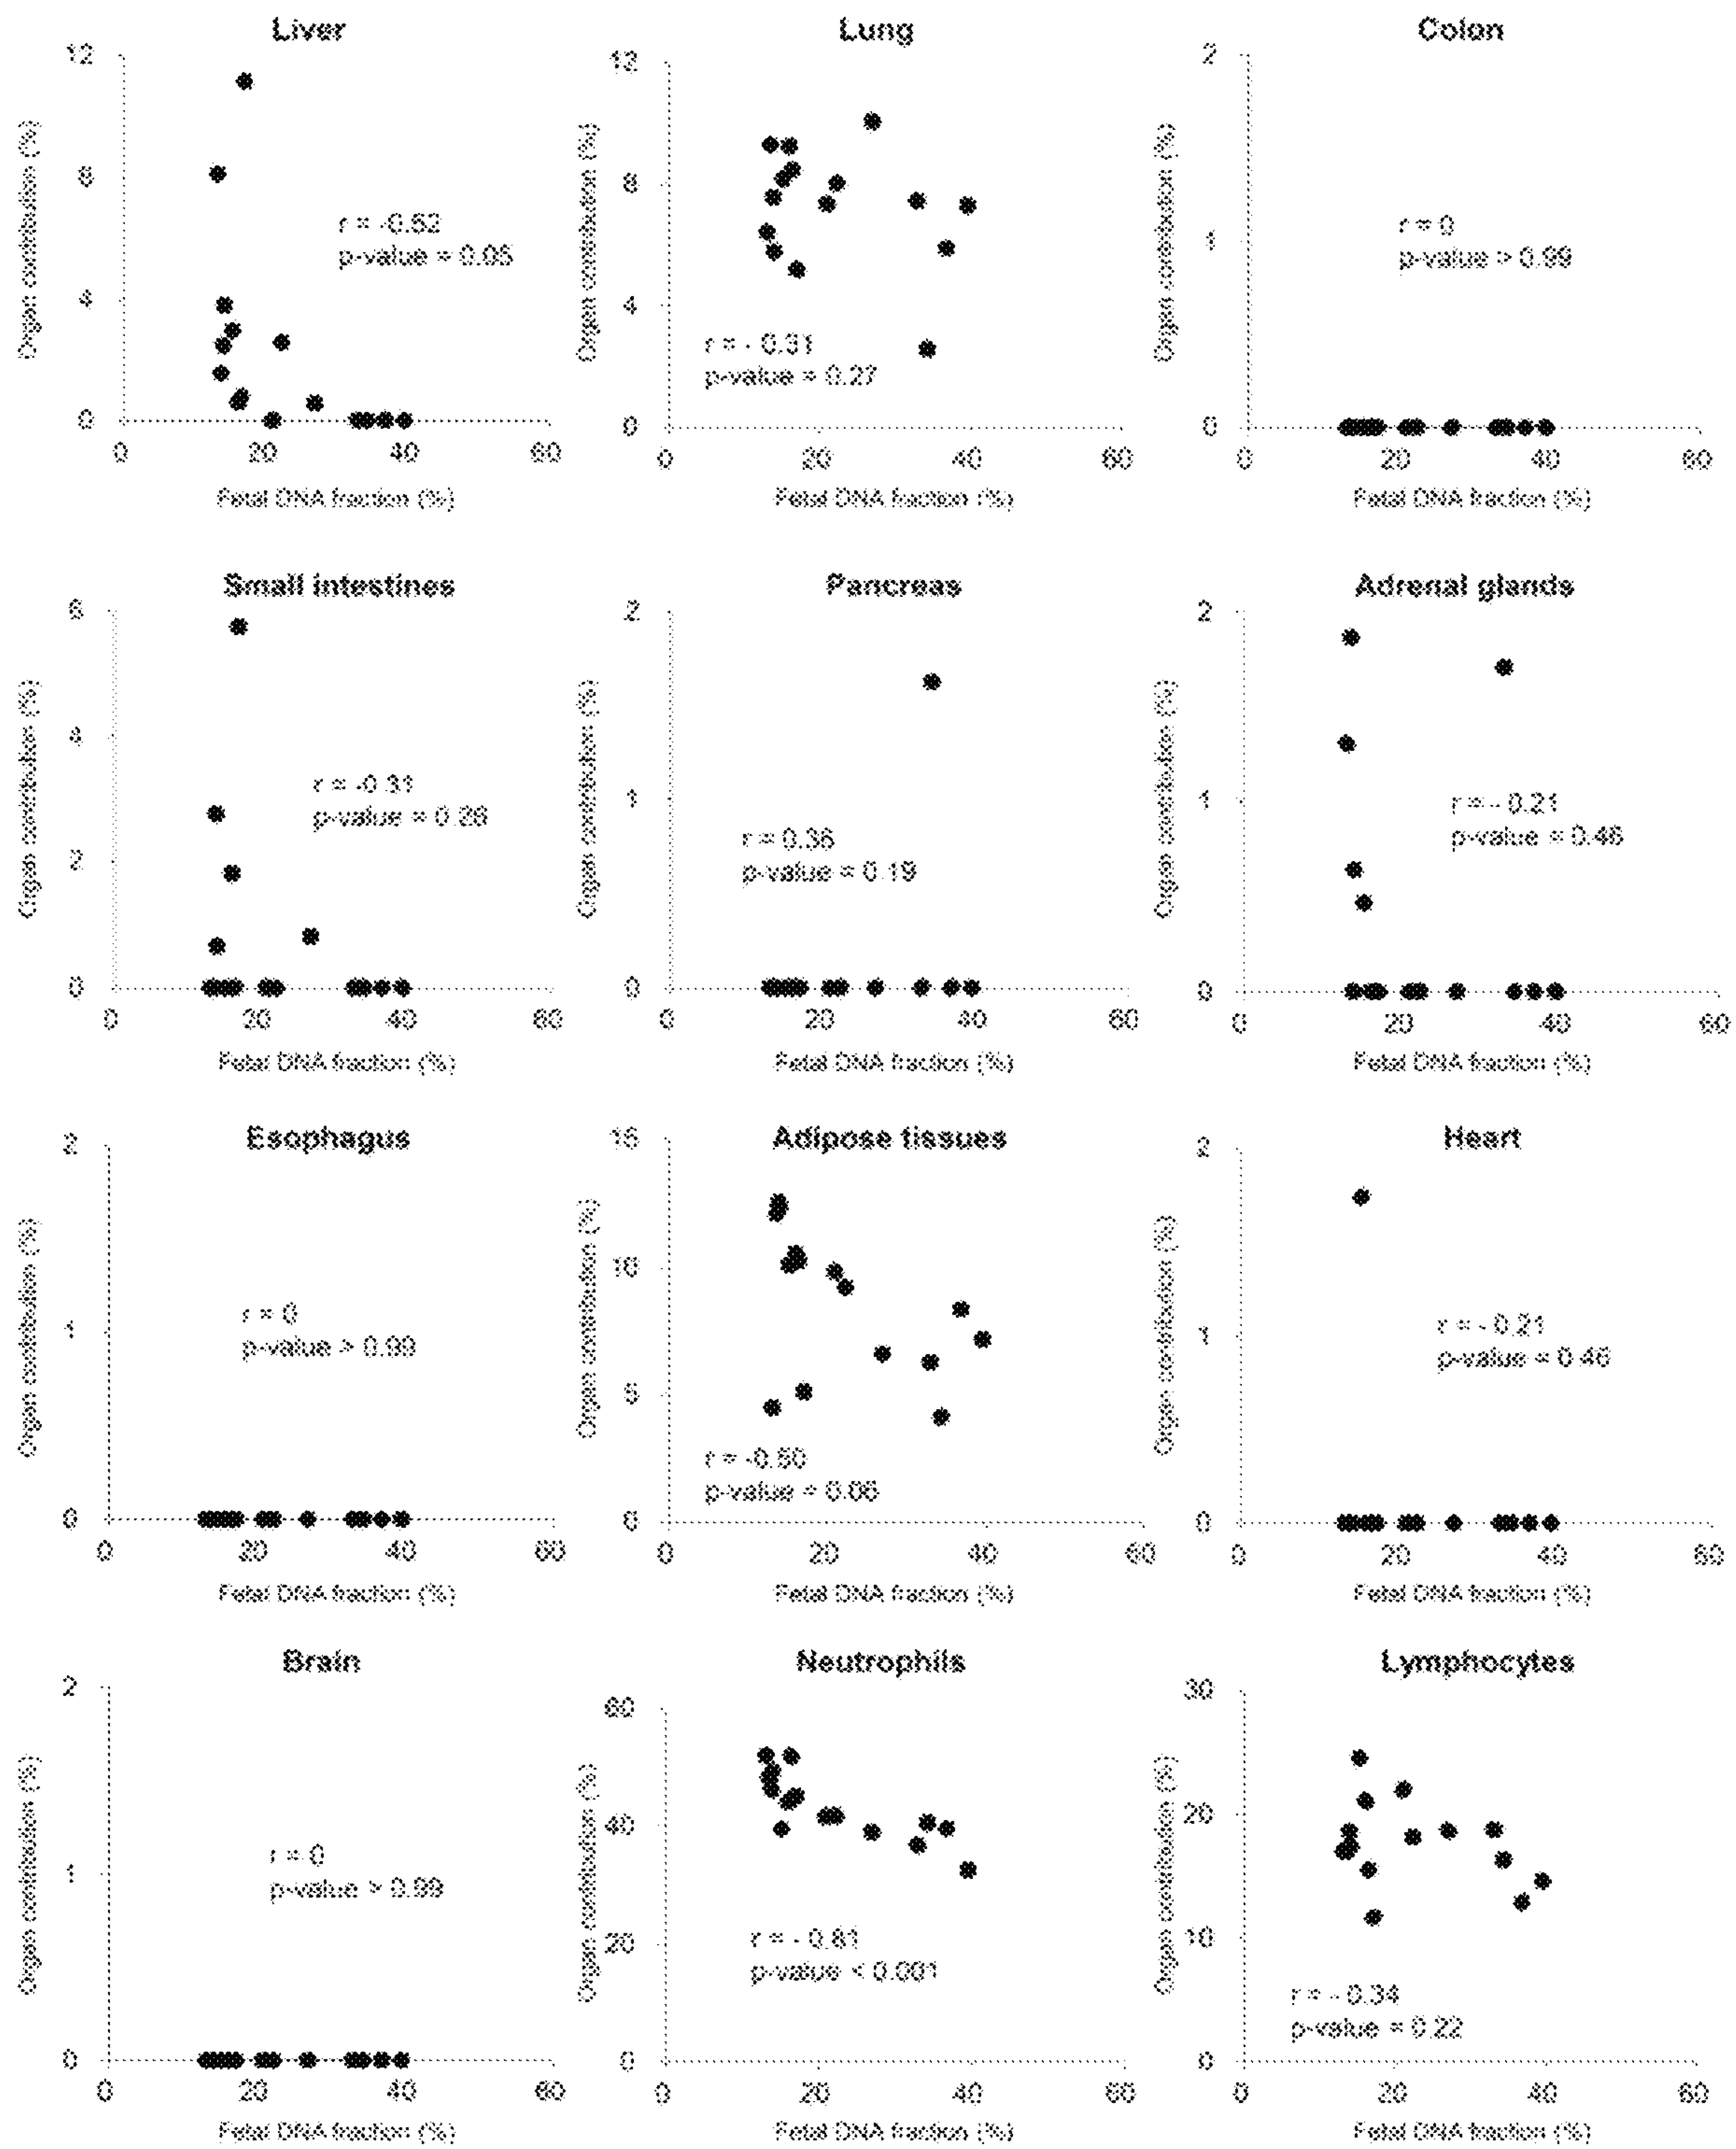 Liver
12
8
4
0
0
20
40
60
Organ contribution (%)
Fetal DNA fraction (%)
r = -0.52
p-value = 0.05
Lung
12
8
4
0
0
20
40
60
Organ contribution (%)
Fetal DNA fraction (%)
r = - 0.31
p-value = 0.27
Colon
2
1
0
0
20
40
60
Organ contribution (%)
Fetal DNA fraction (%)
r = 0
p-value > 0.99
Small intestines
6
4
2
0
0
20
40
60
Organ contribution (%)
Fetal DNA fraction (%)
r = -0.31
p-value = 0.28
Pancreas
2
1
0
0
20
40
60
Organ contribution (%)
Fetal DNA fraction (%)
r = 0.36
p-value = 0.19
Adrenal glands
2
1
0
0
20
40
60
Organ contribution (%)
Fetal DNA fraction (%)
r = - 0.21
p-value = 0.46
Esophagus
2
1
0
0
20
40
60
Organ contribution (%)
Fetal DNA fraction (%)
r = 0
p-value > 0.99
Adipose tissues
15
10
5
0
0
20
40
60
Organ contribution (%)
Fetal DNA fraction (%)
r = -0.50
p-value = 0.06
Heart
2
1
0
0
20
40
60
Organ contribution (%)
Fetal DNA fraction (%)
r = - 0.21
p-value = 0.46
Brain
2
1
0
0
20
40
60
Organ contribution (%)
Fetal DNA fraction (%)
r = 0
p-value > 0.99
Neutrophils
60
40
20
0
0
20
40
60
Organ contribution (%)
Fetal DNA fraction (%)
r = - 0.81
p-value < 0.001
Lymphocytes
30
20
10
0
0
20
40
60
Organ contribution (%)
Fetal DNA fraction (%)
r = - 0.34
p-value = 0.22